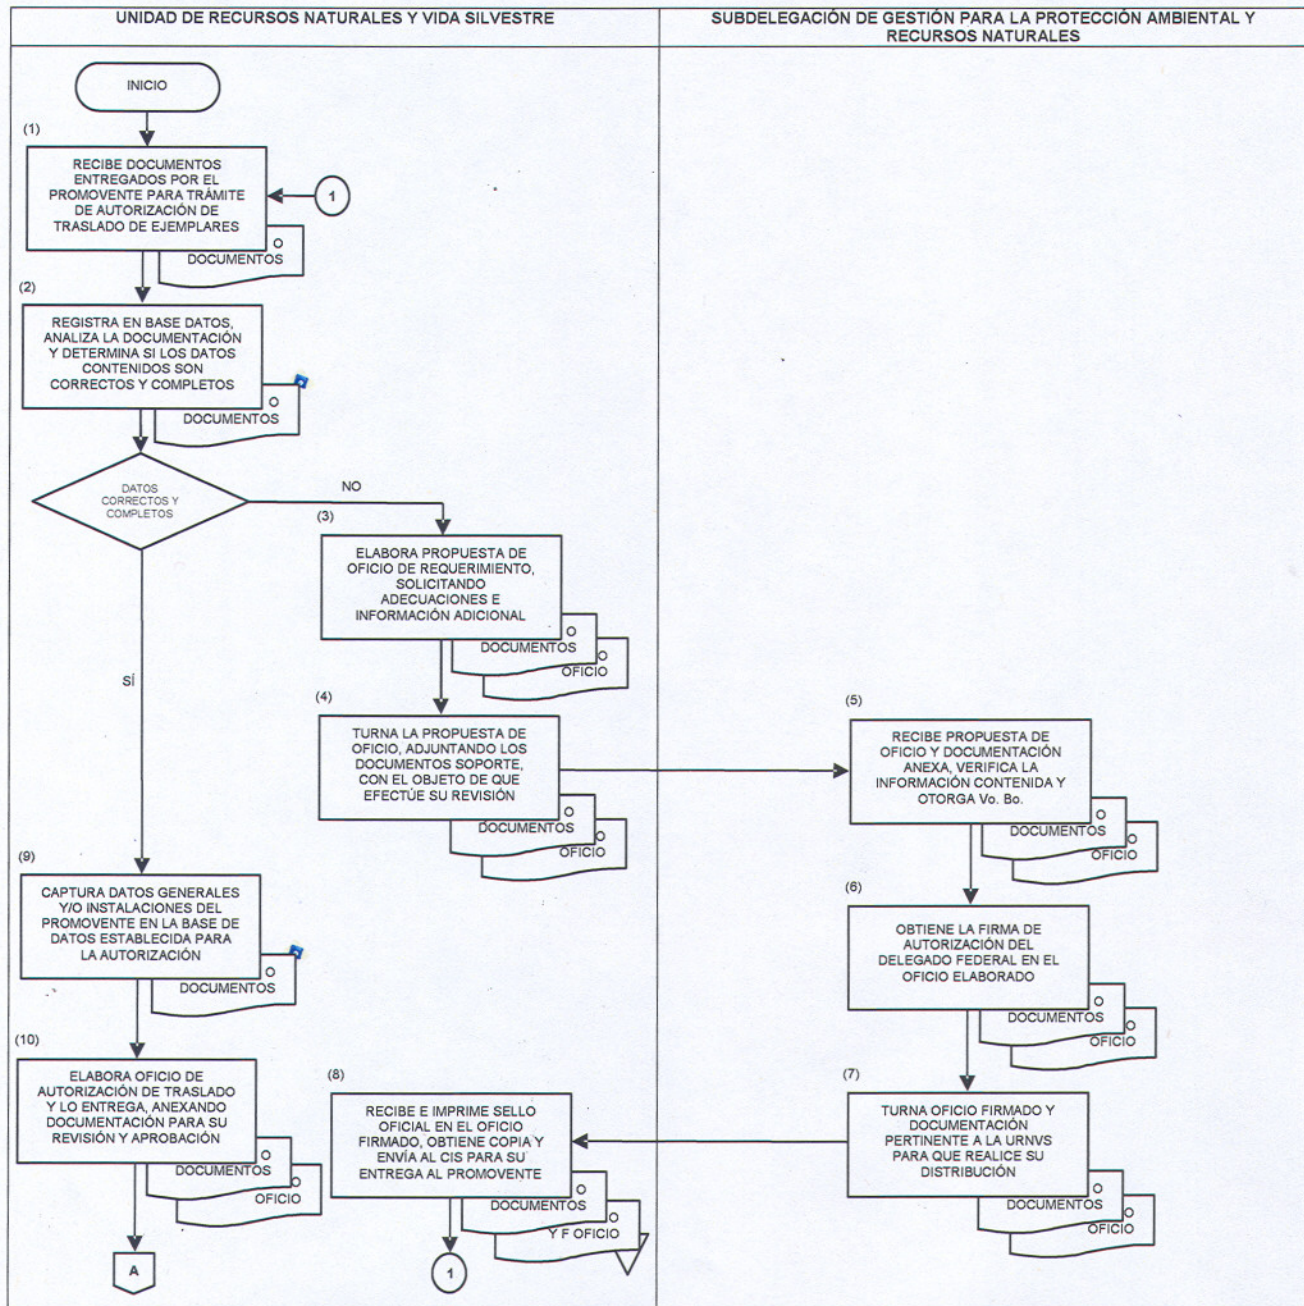 UNIDAD DE RECURSOS NATURALES Y VIDA SILVESTRE
SUBDELEGACIÓN DE GESTIÓN PARA LA PROTECCIÓN AMBIENTAL Y
RECURSOS NATURALES
INICIO
(1)
RECIBE DOCUMENTOS
ENTREGADOS POR EL
PROMOVENTE PARA TRÁMITE
DE AUTORIZACIÓN DE
TRASLADO DE EJEMPLARES
1
O
DOCUMENTOS
(2)
REGISTRA EN BASE DATOS,
ANALIZA LA DOCUMENTACIÓN
Y DETERMINA SI LOS DATOS
CONTENIDOS SON
CORRECTOS Y COMPLETOS
O
DOCUMENTOS
DATOS
CORRECTOS Y
COMPLETOS
NO
SÍ
(3)
ELABORA PROPUESTA DE
OFICIO DE REQUERIMIENTO,
SOLICITANDO
ADECUACIONES E
INFORMACIÓN ADICIONAL
O
DOCUMENTOS
O
OFICIO
(4)
TURNA LA PROPUESTA DE
OFICIO, ADJUNTANDO LOS
DOCUMENTOS SOPORTE,
CON EL OBJETO DE QUE
EFECTÚE SU REVISIÓN
O
DOCUMENTOS
O
OFICIO
(5)
RECIBE PROPUESTA DE
OFICIO Y DOCUMENTACIÓN
ANEXA, VERIFICA LA
INFORMACIÓN CONTENIDA Y
OTORGA Vo. Bo.
O
DOCUMENTOS
O
OFICIO
(6)
OBTIENE LA FIRMA DE
AUTORIZACIÓN DEL
DELEGADO FEDERAL EN EL
OFICIO ELABORADO
O
DOCUMENTOS
O
OFICIO
(7)
TURNA OFICIO FIRMADO Y
DOCUMENTACIÓN
PERTINENTE A LA URNVS
PARA QUE REALICE SU
DISTRIBUCIÓN
O
DOCUMENTOS
O
OFICIO
(8)
RECIBE E IMPRIME SELLO
OFICIAL EN EL OFICIO
FIRMADO, OBTIENE COPIA Y
ENVÍA AL CIS PARA SU
ENTREGA AL PROMOVENTE
O
DOCUMENTOS
O
Y F OFICIO
1
(9)
CAPTURA DATOS GENERALES
Y/O INSTALACIONES DEL
PROMOVENTE EN LA BASE DE
DATOS ESTABLECIDA PARA
LA AUTORIZACIÓN
O
DOCUMENTOS
(10)
ELABORA OFICIO DE
AUTORIZACIÓN DE TRASLADO
Y LO ENTREGA, ANEXANDO
DOCUMENTACIÓN PARA SU
REVISIÓN Y APROBACIÓN
O
DOCUMENTOS
O
OFICIO
A